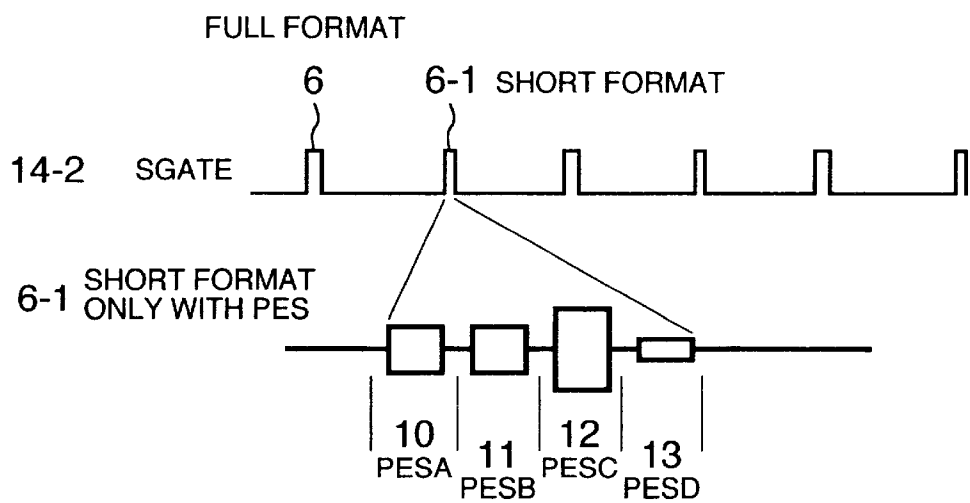 FULL FORMAT
6
6-1 SHORT FORMAT
14-2 SGATE
6-1 SHORT FORMAT
ONLY WITH PES
10
PESA
11
PESB
12
PESC
13
PESD